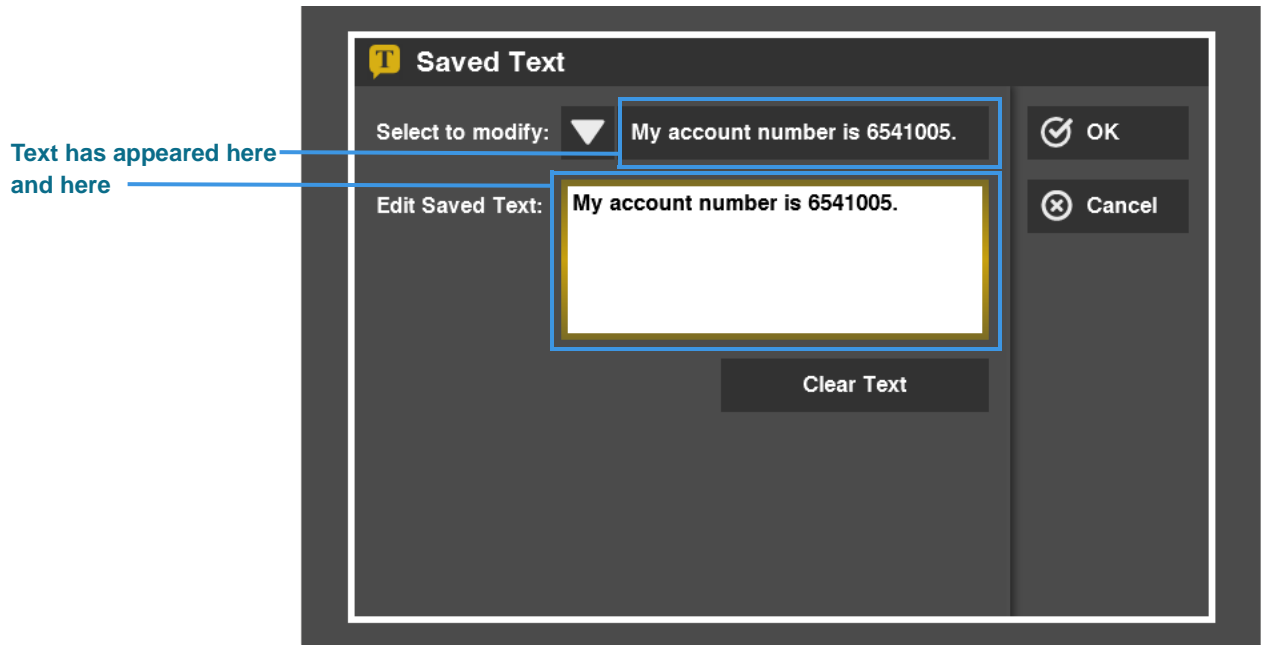 T Saved Text
Select to modify: My account number is 6541005. OK
Text has appeared here
and here
Edit Saved Text: My account number is 6541005. Cancel
Clear Text